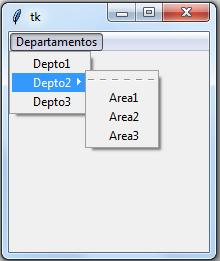 tk
Departamentos
Depto1
Depto2
Depto3
Area1
Area2
Area3